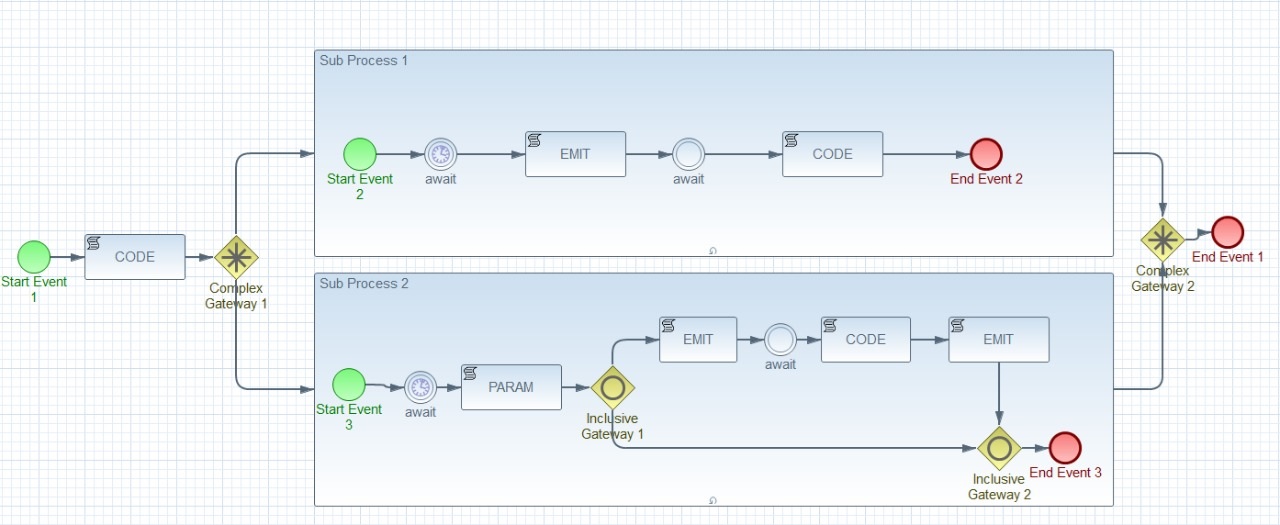 Sub Process 1
EMIT
CODE
Start Event
2
await
await
End Event 2
CODE
Start Event
1
Complex
Gateway 1
Complex
Gateway 2
End Event 1
Sub Process 2
EMIT
await
CODE
EMIT
PARAM
Start Event
3
await
Inclusive
Gateway 1
Inclusive
Gateway 2
End Event 3